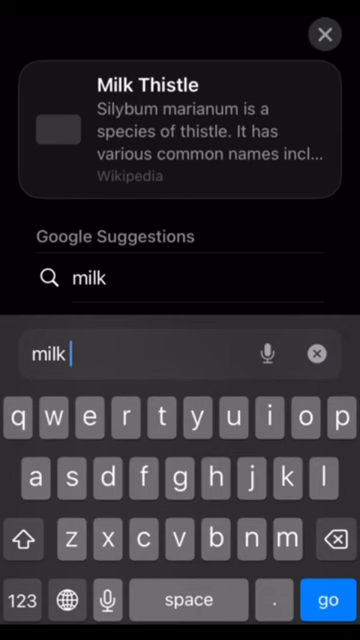 Milk Thistle
Silybum marianum is a
species of thistle. It has
various common names incl...
Wikipedia
Google Suggestions
milk
milk
q w e r t y u i o p
a s d f g h j k l
z x c v b n m
123 space . go